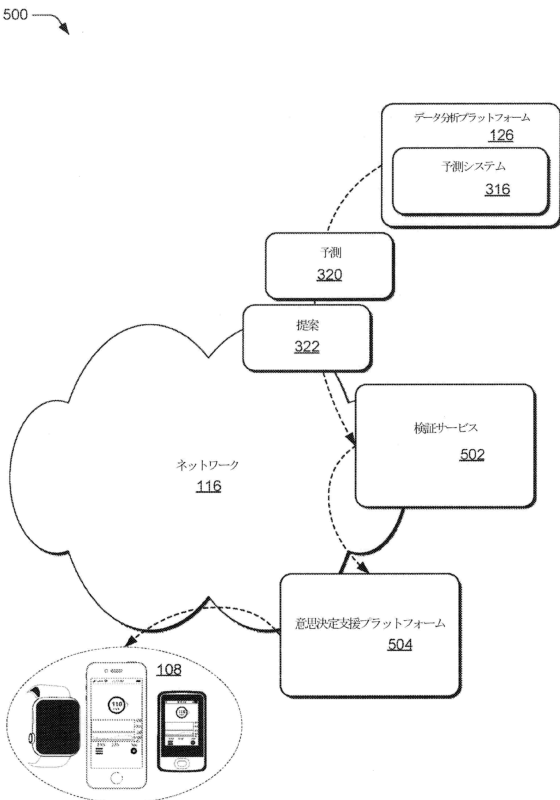 500
データ分析プラットフォーム
126
予測システム
316
予測
320
提案
322
検証サービス
502
ネットワーク
116
意思決定支援プラットフォーム
504
108